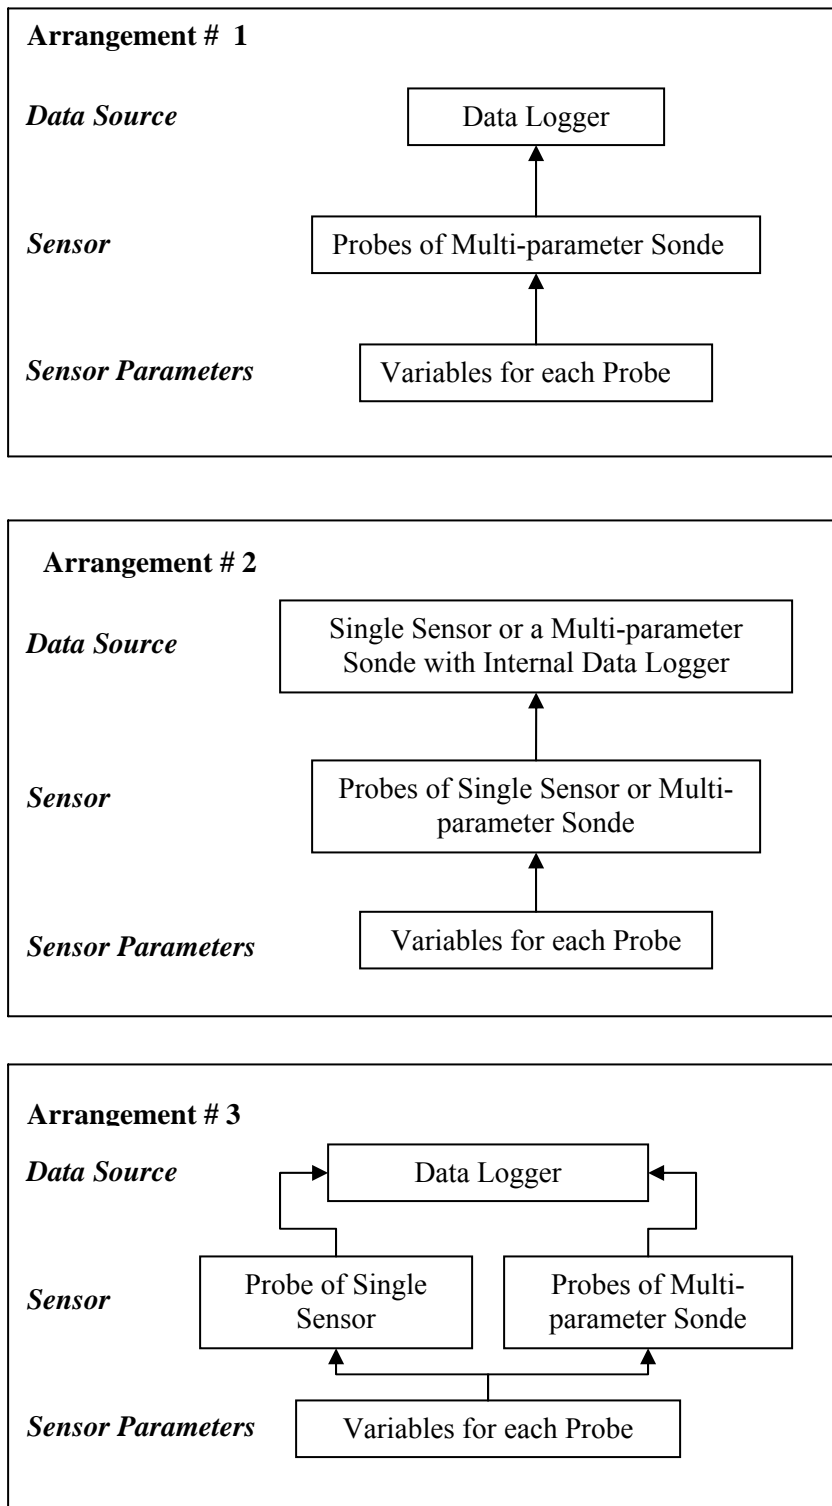 Arrangement # 1
Data Source
Data Logger
Sensor
Probes of Multi-parameter Sonde
Sensor Parameters
Variables for each Probe
Arrangement # 2
Data Source
Single Sensor or a Multi-parameter
Sonde with Internal Data Logger
Sensor
Probes of Single Sensor or Multi-
parameter Sonde
Sensor Parameters
Variables for each Probe
Arrangement # 3
Data Source
Data Logger
Sensor
Probe of Single
Sensor
Probes of Multi-
parameter Sonde
Sensor Parameters
Variables for each Probe